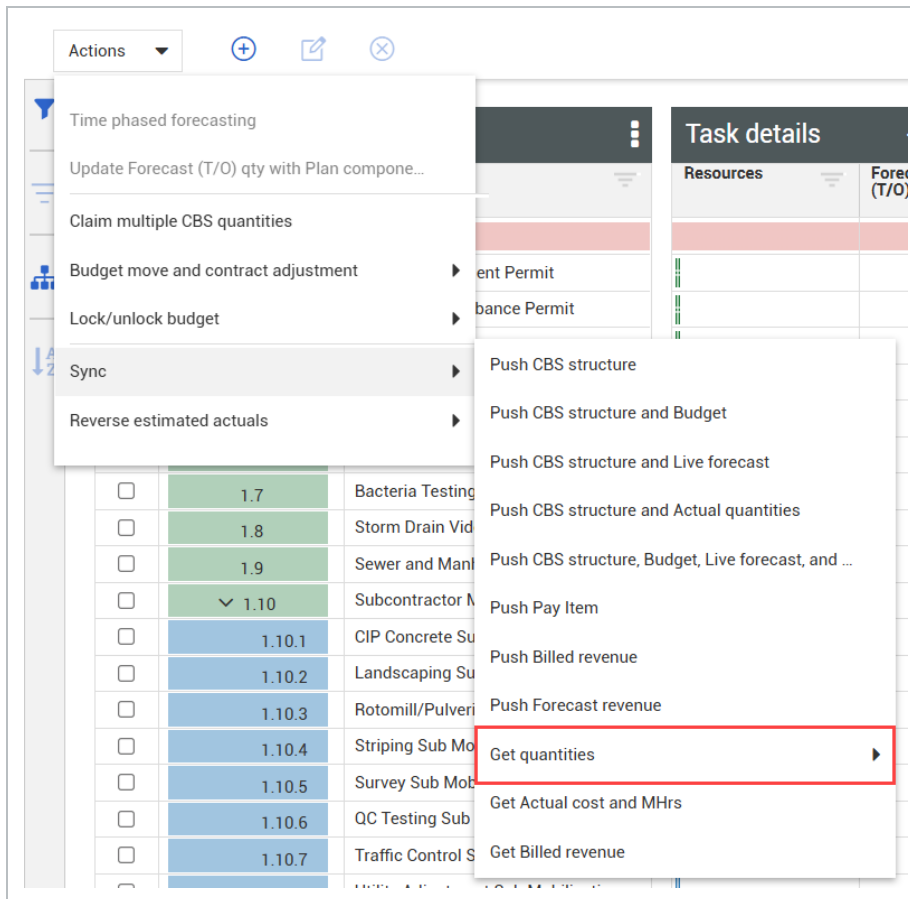 Actions
Time phased forecasting
Update Forecast (T/O) qty with Plan compone...
Claim multiple CBS quantities
Budget move and contract adjustment
Lock/unlock budget
Sync
Reverse estimated actuals
Task details
Resources
Forec
(T/O)
ent Permit
bance Permit
Push CBS structure
Push CBS structure and Budget
Push CBS structure and Live forecast
Push CBS structure and Actual quantities
Push CBS structure, Budget, Live forecast, and ...
Push Pay Item
Push Billed revenue
Push Forecast revenue
Get quantities
Get Actual cost and MHrs
Get Billed revenue
1.7 Bacteria Testing
1.8 Storm Drain Vid
1.9 Sewer and Manh
1.10 Subcontractor M
1.10.1 CIP Concrete Su
1.10.2 Landscaping Su
1.10.3 Rotomill/Pulveri
1.10.4 Striping Sub Mo
1.10.5 Survey Sub Mob
1.10.6 QC Testing Sub
1.10.7 Traffic Control S